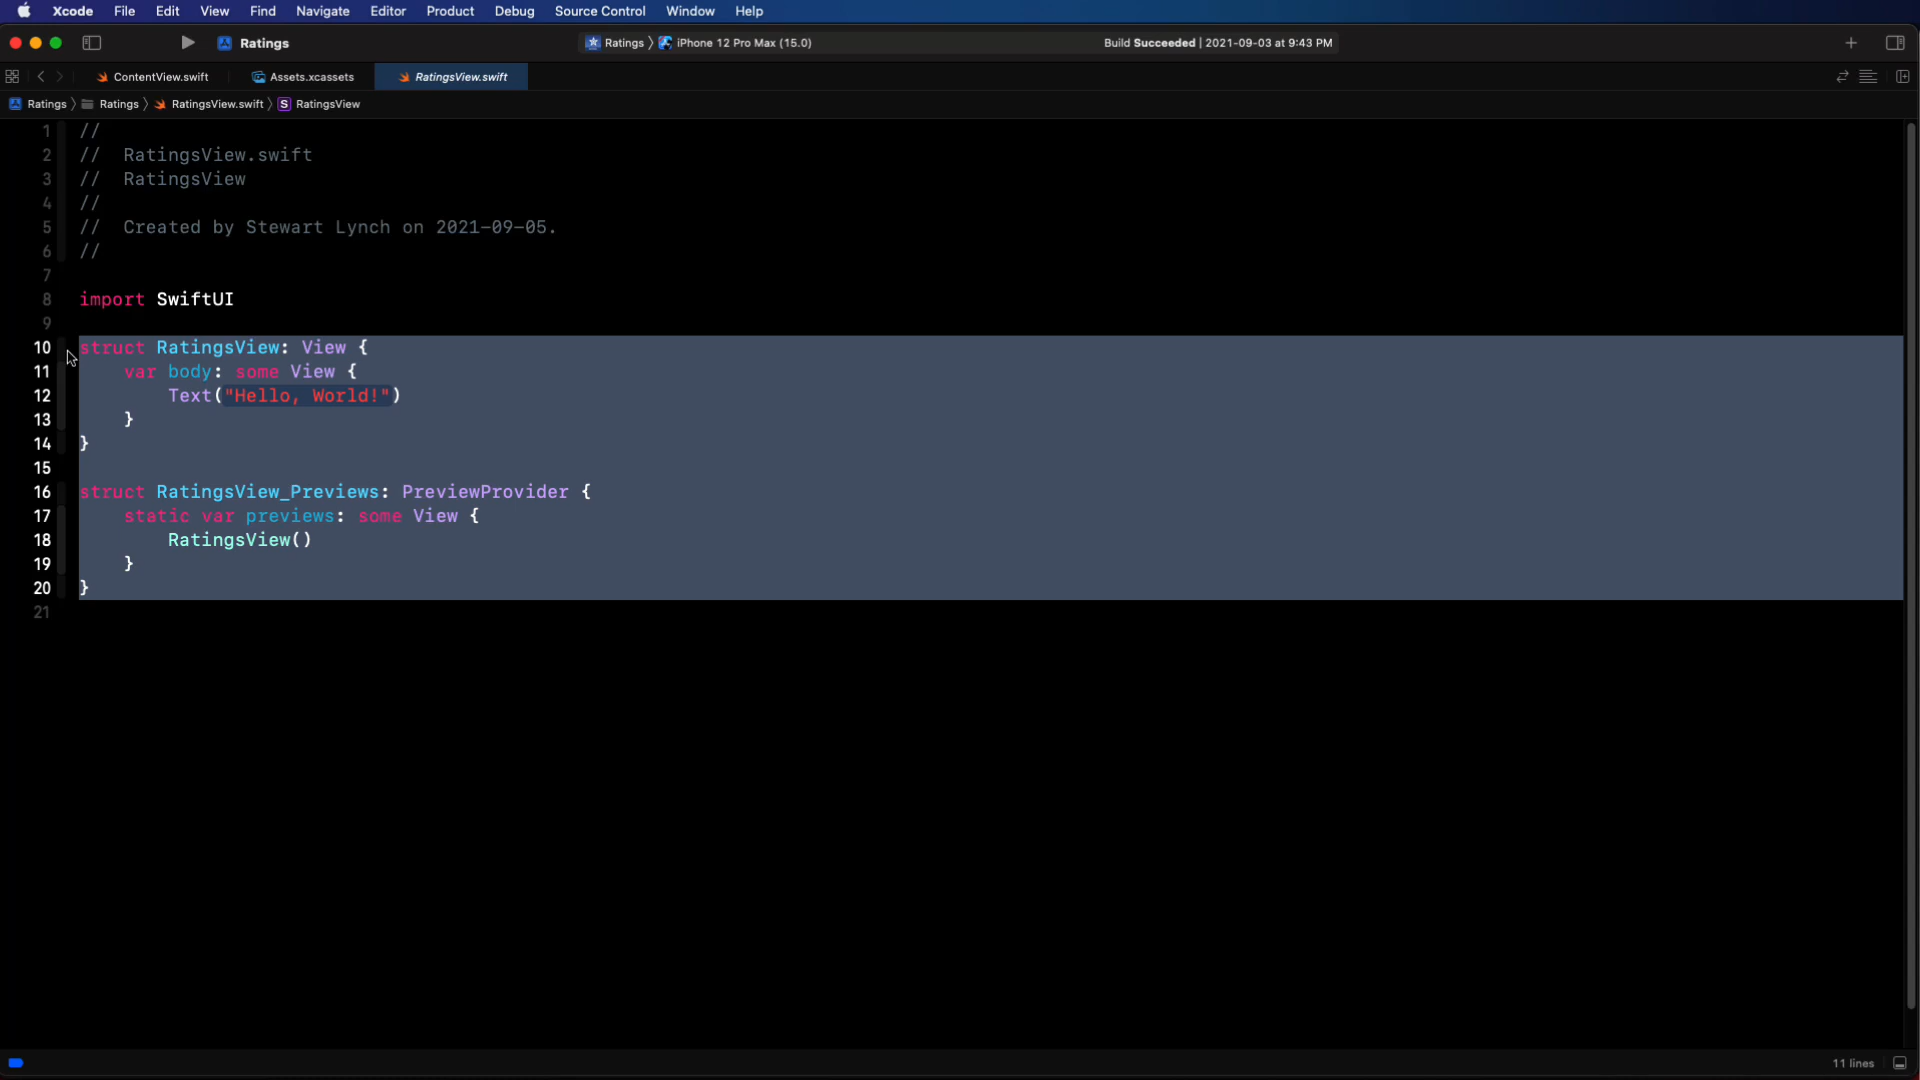 Xcode File Edit View Find Navigate Editor Product Debug Source Control Window Help
Ratings
Ratings 〉 iPhone 12 Pro Max (15.0)
Build Succeeded | 2021-09-03 at 9:43 PM
ContentView.swift Assets.xcassets RatingsView.swift
Ratings 〉 Ratings 〉 RatingsView.swift 〉 S RatingsView
1 //
2 //  RatingsView.swift
3 //  RatingsView
4 //
5 //  Created by Stewart Lynch on 2021-09-05.
6 //
7
8 import SwiftUI
9
10 struct RatingsView: View {
11     var body: some View {
12         Text("Hello, World!")
13     }
14 }
15
16 struct RatingsView_Previews: PreviewProvider {
17     static var previews: some View {
18         RatingsView()
19     }
20 }
21
11 lines